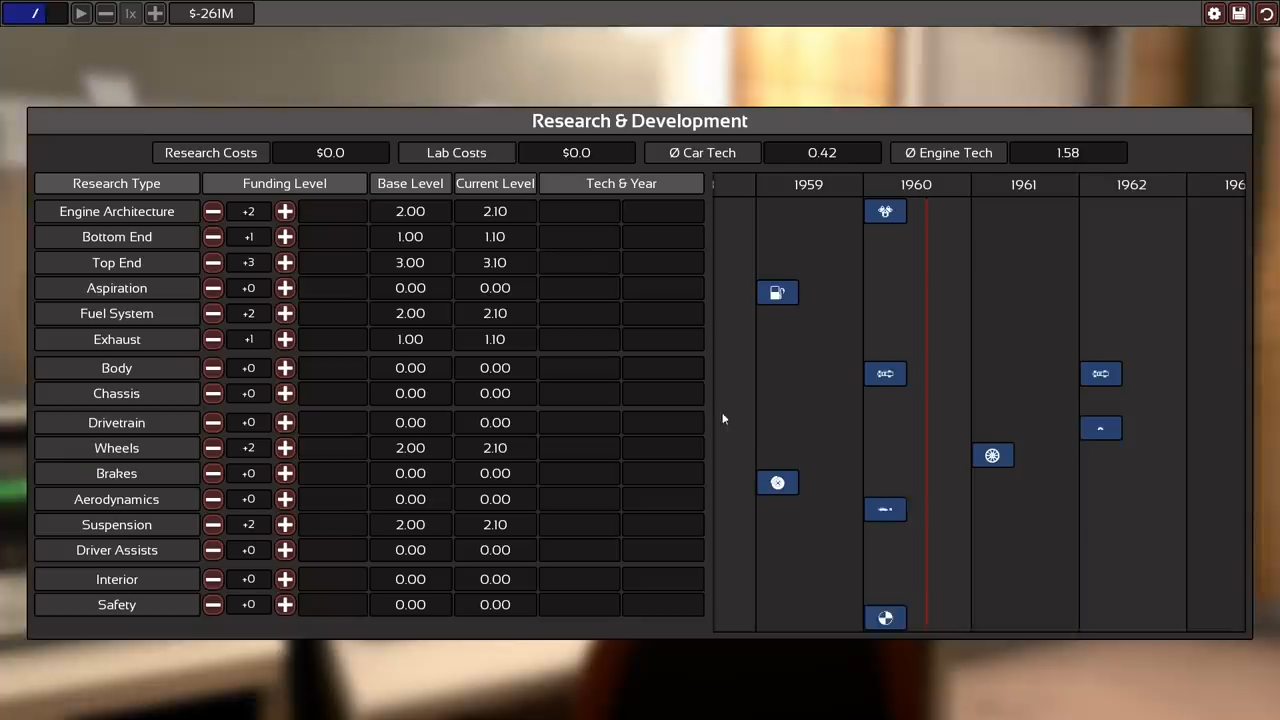 1x $-261M
Research & Development
Research Costs $0.0 Lab Costs $0.0 Ø Car Tech 0.42 Ø Engine Tech 1.58
Research Type Funding Level Base Level Current Level Tech & Year 1959 1960 1961 1962 196
Engine Architecture +2 2.00 2.10
Bottom End +1 1.00 1.10
Top End +3 3.00 3.10
Aspiration +0 0.00 0.00
Fuel System +2 2.00 2.10
Exhaust +1 1.00 1.10
Body +0 0.00 0.00
Chassis +0 0.00 0.00
Drivetrain +0 0.00 0.00
Wheels +2 2.00 2.10
Brakes +0 0.00 0.00
Aerodynamics +0 0.00 0.00
Suspension +2 2.00 2.10
Driver Assists +0 0.00 0.00
Interior +0 0.00 0.00
Safety +0 0.00 0.00